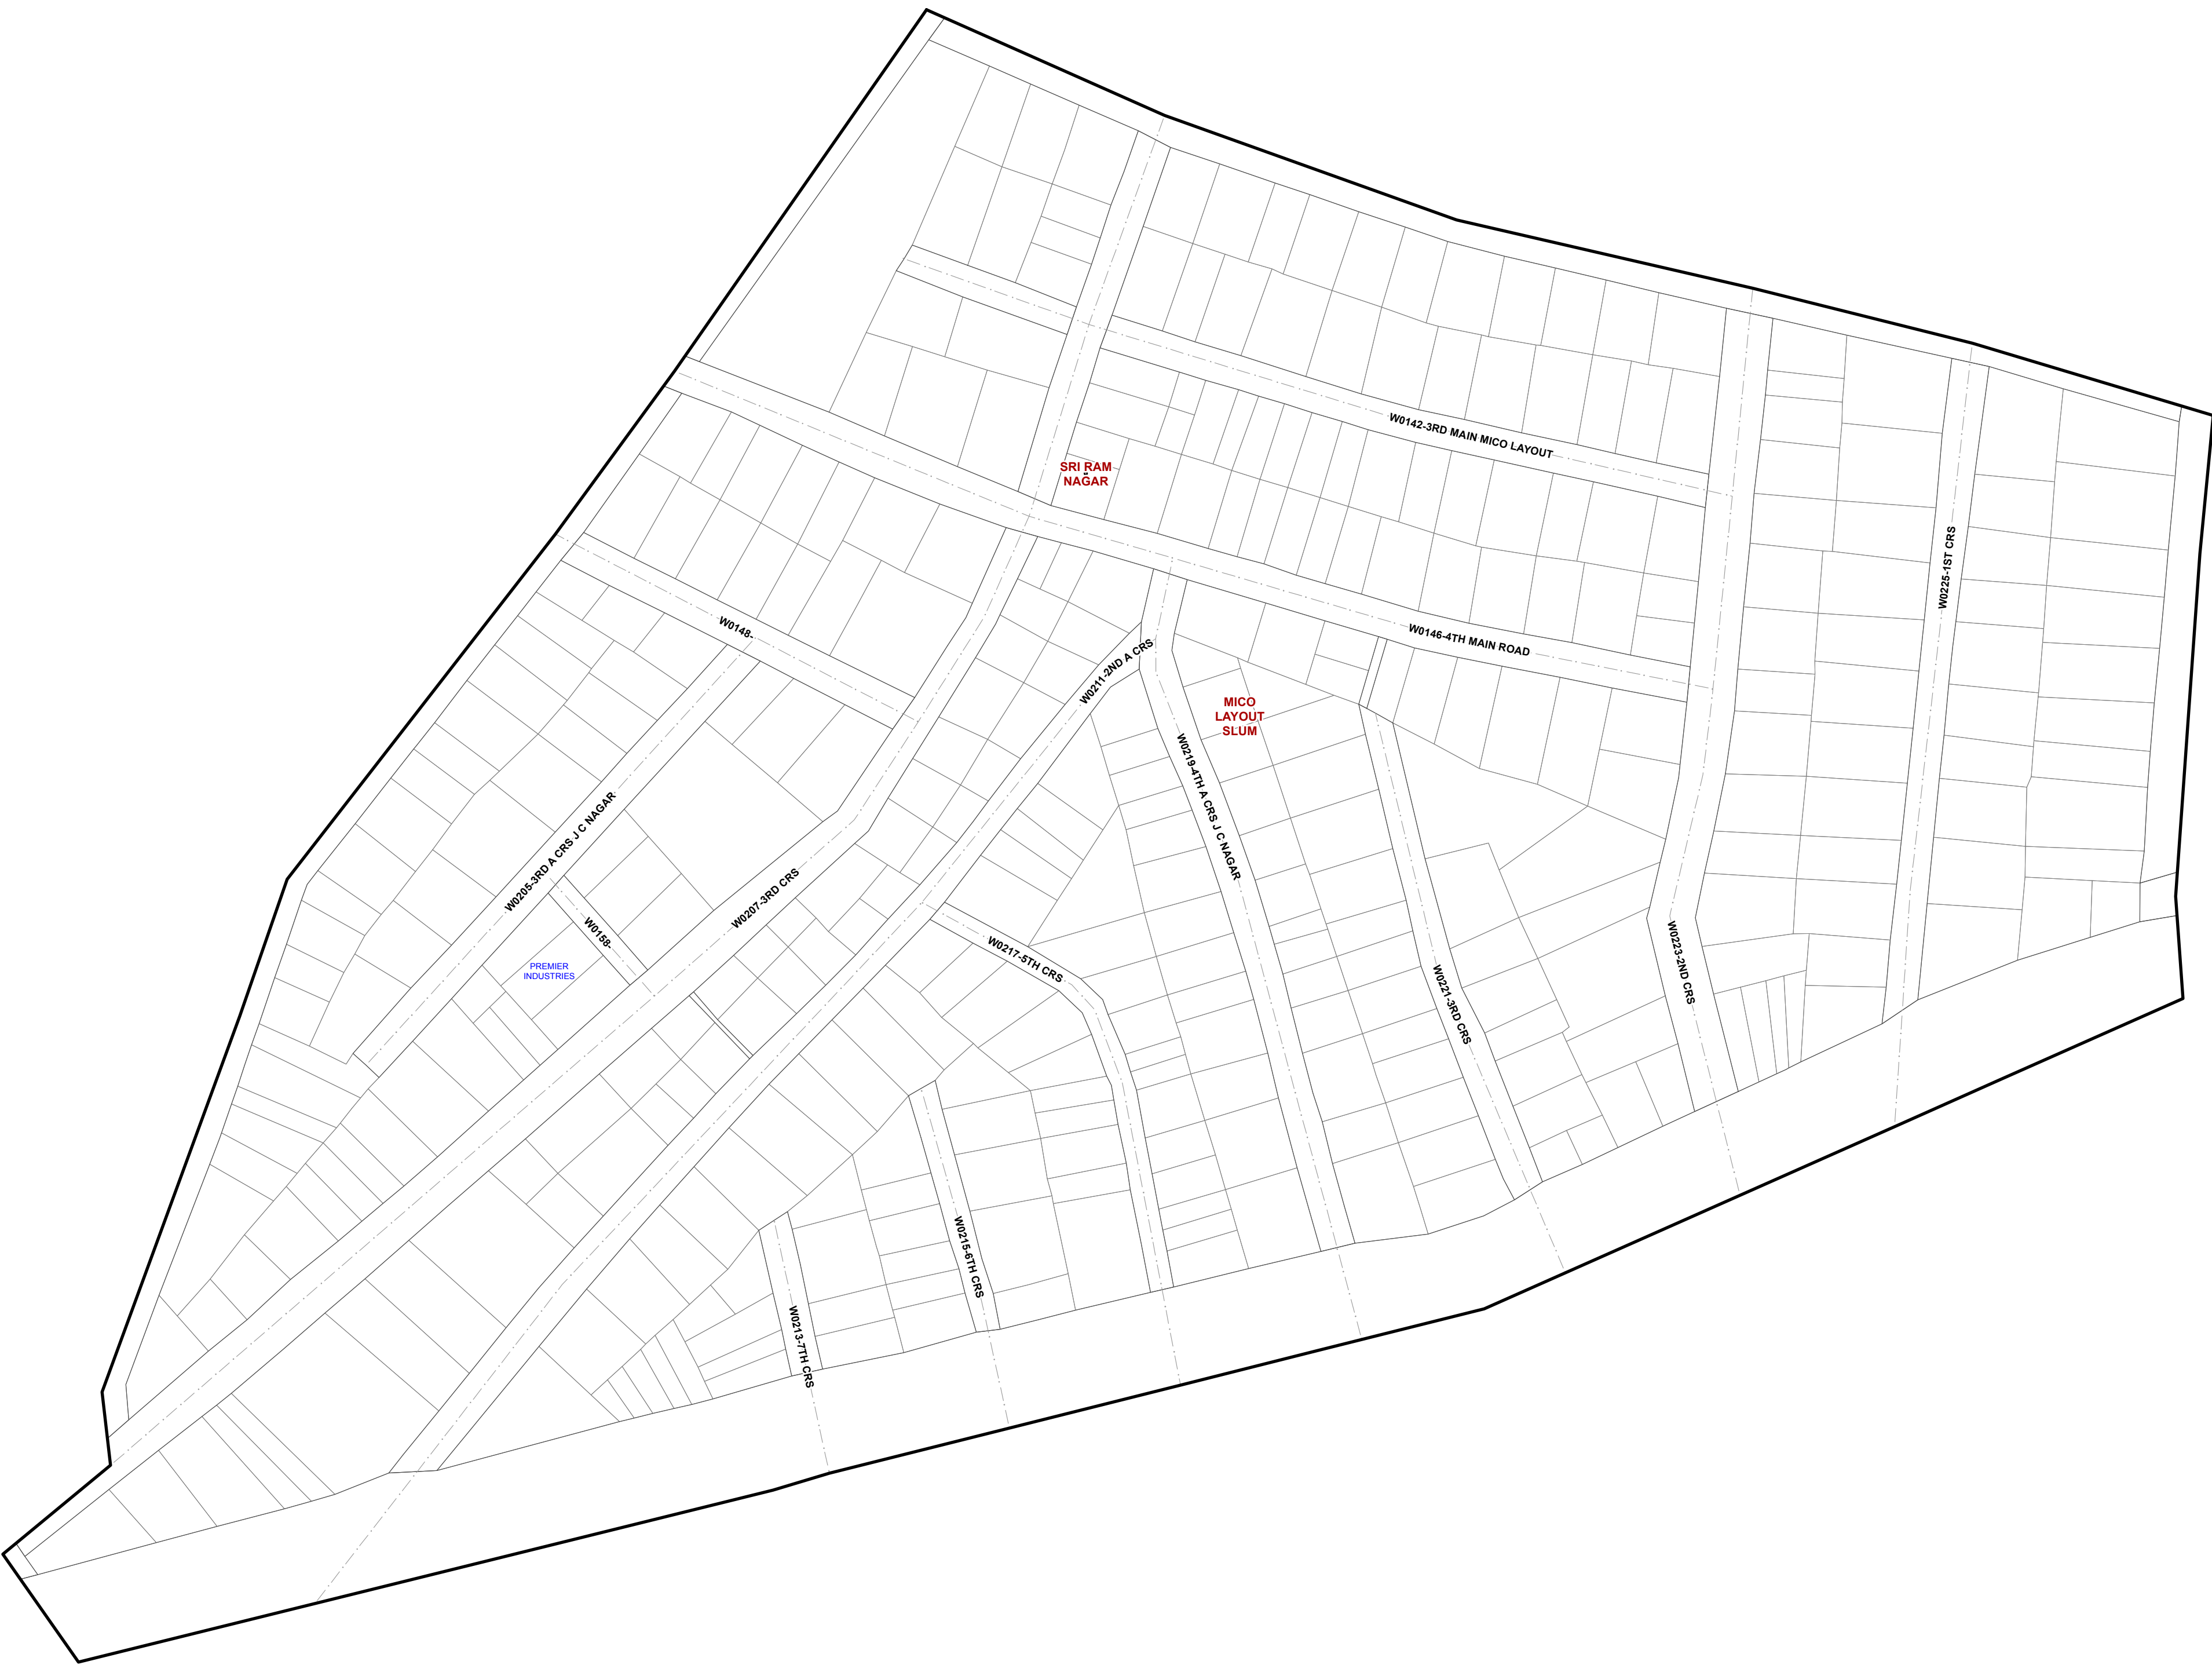 W0142-3RD MAIN MICO LAYOUT
SRI RAM
NAGAR
W0225-1ST CRS
W0148-
W0146-4TH MAIN ROAD
W0211-2ND A CRS
MICO
LAYOUT
SLUM
W0219-4TH A CRS J C NAGAR
W0205-3RD A CRS J C NAGAR
W0207-3RD CRS
W0158-
PREMIER
INDUSTRIES
W0217-5TH CRS
W0221-3RD CRS
W0223-2ND CRS
W0215-6TH CRS
W0213-7TH CRS